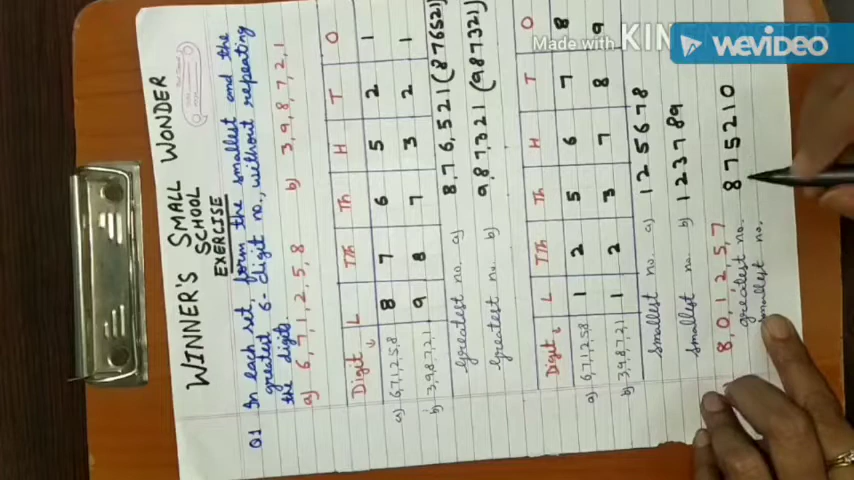 WINNER'S SMALL WONDER
SCHOOL
EXERCISE
Q1 In each set, form the smallest and the
greatest 6-digit no., without repeating
the digits.
a) 6,7,1,2,5,8 b) 3,9,8,7,2,1
Digit L TTh Th H T O
a) 6,7,1,2,5,8 8 7 6 5 2 1
b) 3,9,8,7,2,1 9 8 7 3 2 1
Greatest no. a) 8,76,521 (876521)
Greatest no. b) 9,87,321 (987321)
Digit L TTh Th H T O
a) 6,7,1,2,5,8 1 2 5 6 7 8
b) 3,9,8,7,2,1 1 2 3 7 8 9
Smallest no. a) 125678
Smallest no. b) 123789
8,0,1,2,5,7
greatest no. 875210
smallest no.
Made with KINEMASTER
WeVideo